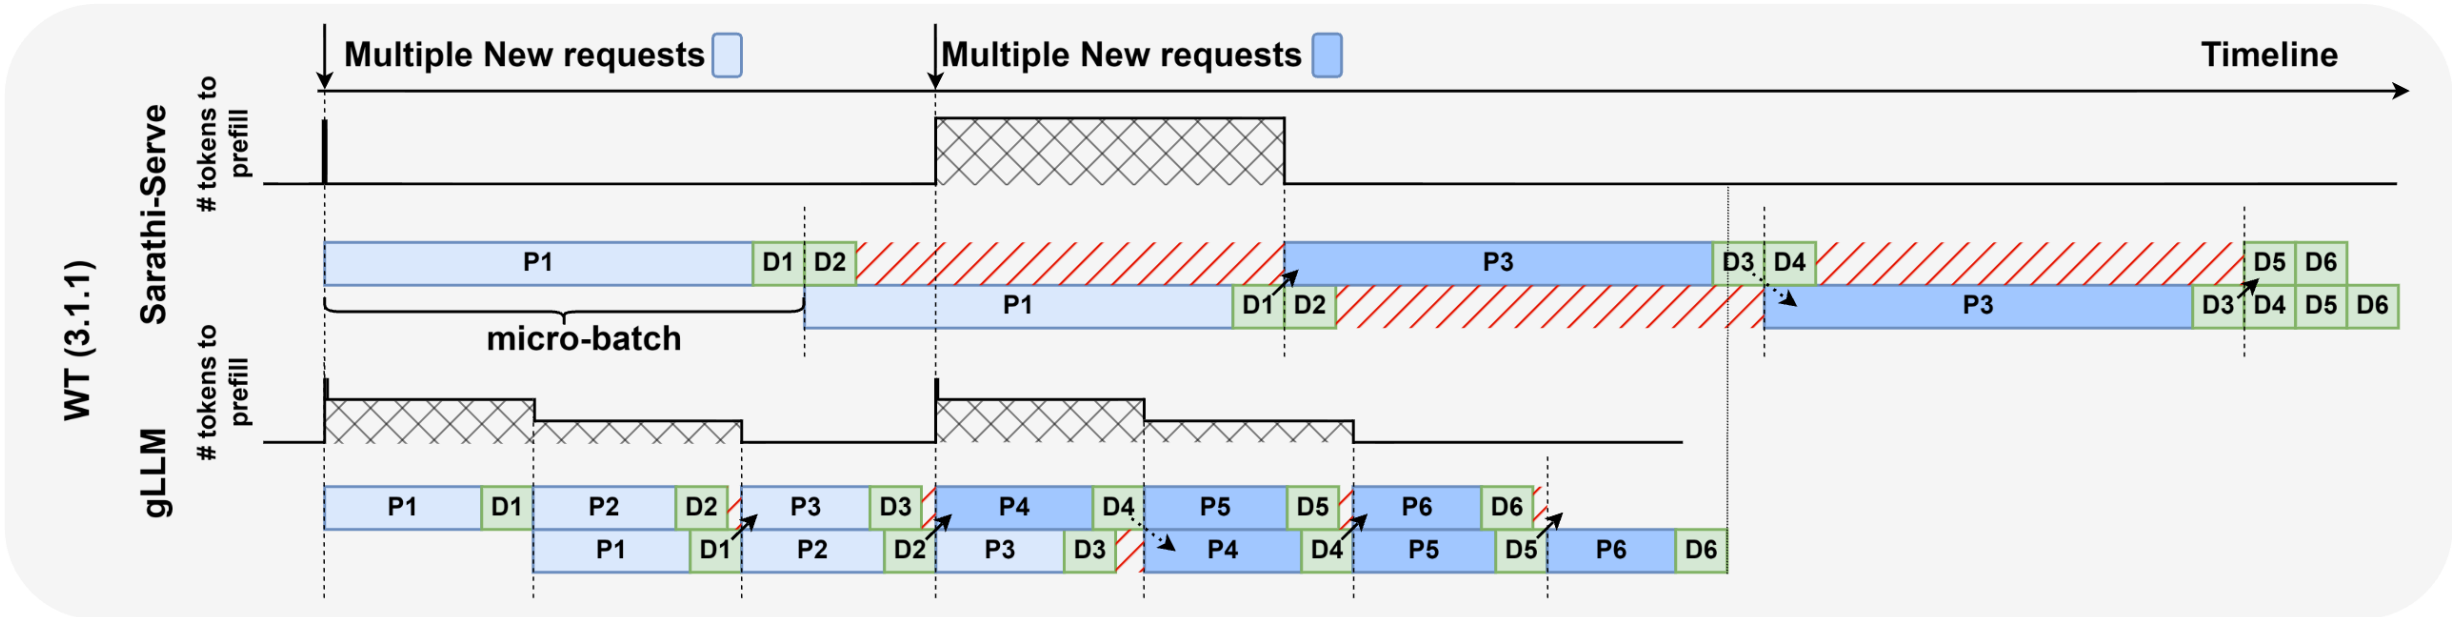 Multiple New requests
Multiple New requests
Timeline
WT (3.1.1)
Sarathi-Serve
# tokens to
prefill
P1 D1 D2 P3 D3 D4 D5 D6
P1 D1 D2 P3 D3 D4 D5 D6
micro-batch
gLLM
# tokens to
prefill
P1 D1 P2 D2 P3 D3 P4 D4 P5 D5 P6 D6
P1 D1 P2 D2 P3 D3 P4 D4 P5 D5 P6 D6